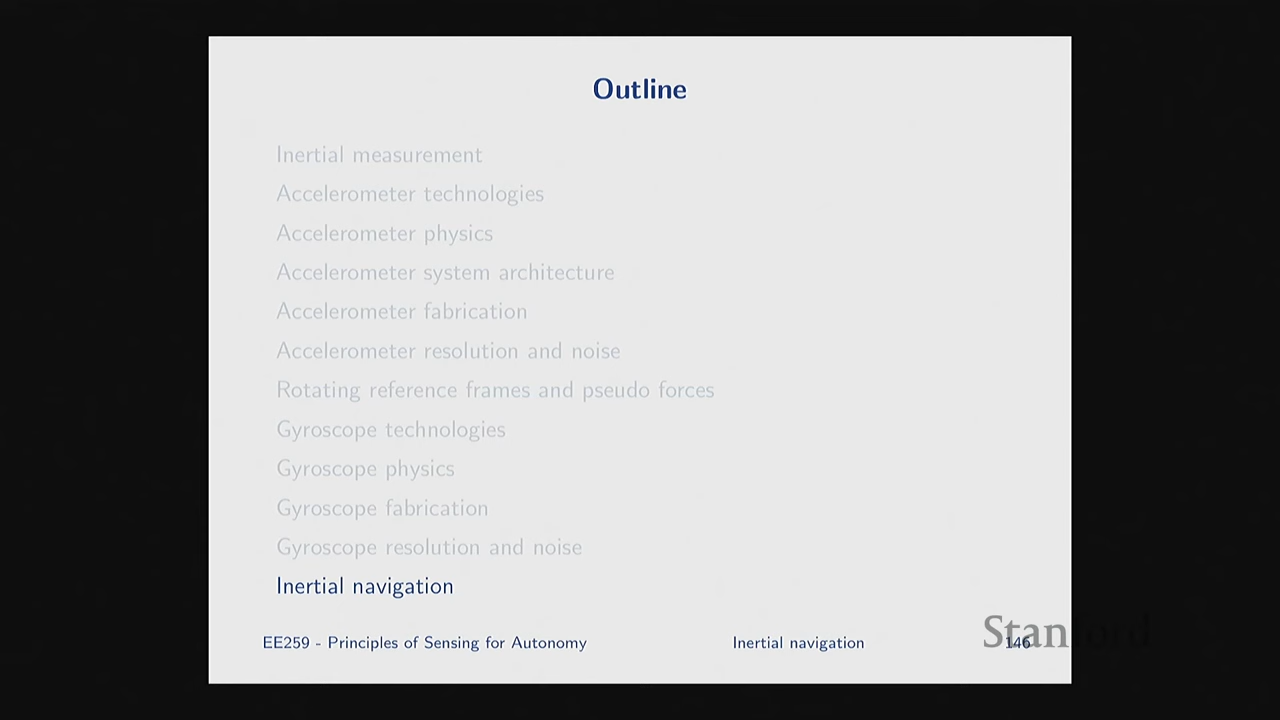 Outline
Inertial measurement
Accelerometer technologies
Accelerometer physics
Accelerometer system architecture
Accelerometer fabrication
Accelerometer resolution and noise
Rotating reference frames and pseudo forces
Gyroscope technologies
Gyroscope physics
Gyroscope fabrication
Gyroscope resolution and noise
Inertial navigation
EE259 - Principles of Sensing for Autonomy Inertial navigation 146
Stanford